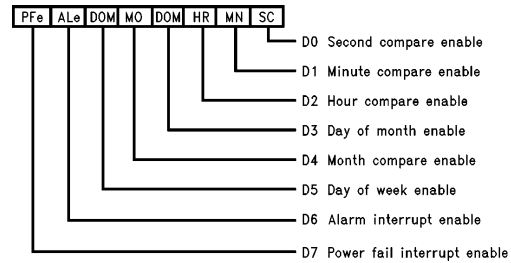 PFe ALe DOM MO DOM HR MN SC
D0 Second compare enable
D1 Minute compare enable
D2 Hour compare enable
D3 Day of month enable
D4 Month compare enable
D5 Day of week enable
D6 Alarm interrupt enable
D7 Power fail interrupt enable